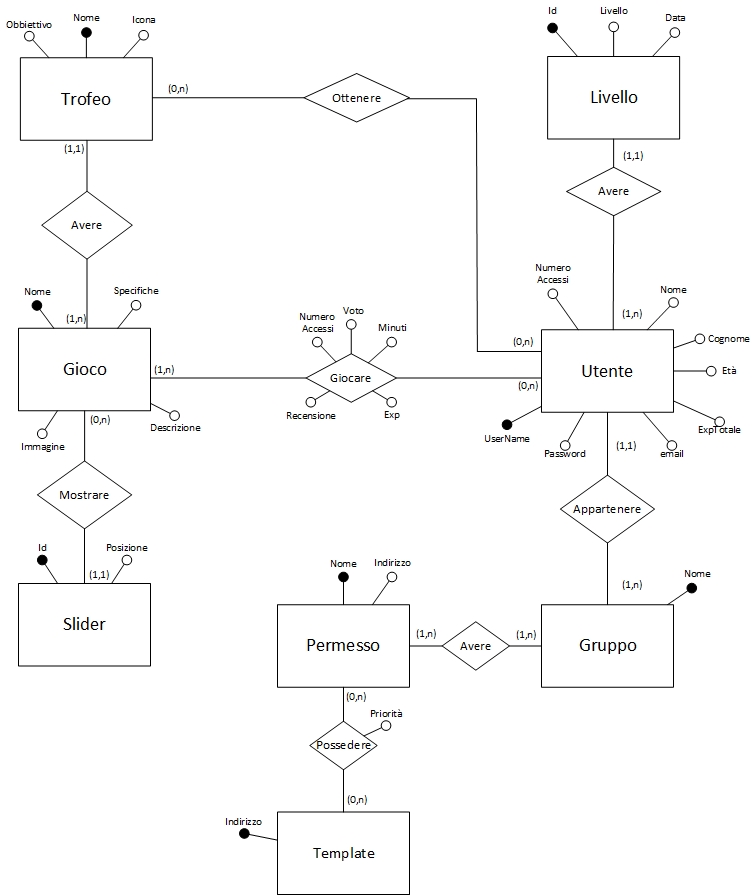 Obbiettivo
Nome
Icona
Trofeo
(0,n)
Ottenere
Id
Livello
Data
Livello
(1,1)
(1,1)
Avere
Avere
Nome
Specifiche
(1,n)
Gioco
(1,n)
Immagine
(0,n)
Descrizione
Numero
Accessi
Voto
Minuti
Giocare
Recensione
Exp
Numero
Accessi
(1,n)
Nome
(0,n)
Utente
Cognome
Età
(0,n)
ExpTotale
UserName
Password
(1,1)
email
Mostrare
Appartenere
Id
Posizione
(1,1)
Slider
Nome
Indirizzo
(1,n)
Nome
Permesso
(1,n)
Avere
(1,n)
Gruppo
(0,n)
Priorità
Possedere
(0,n)
Indirizzo
Template